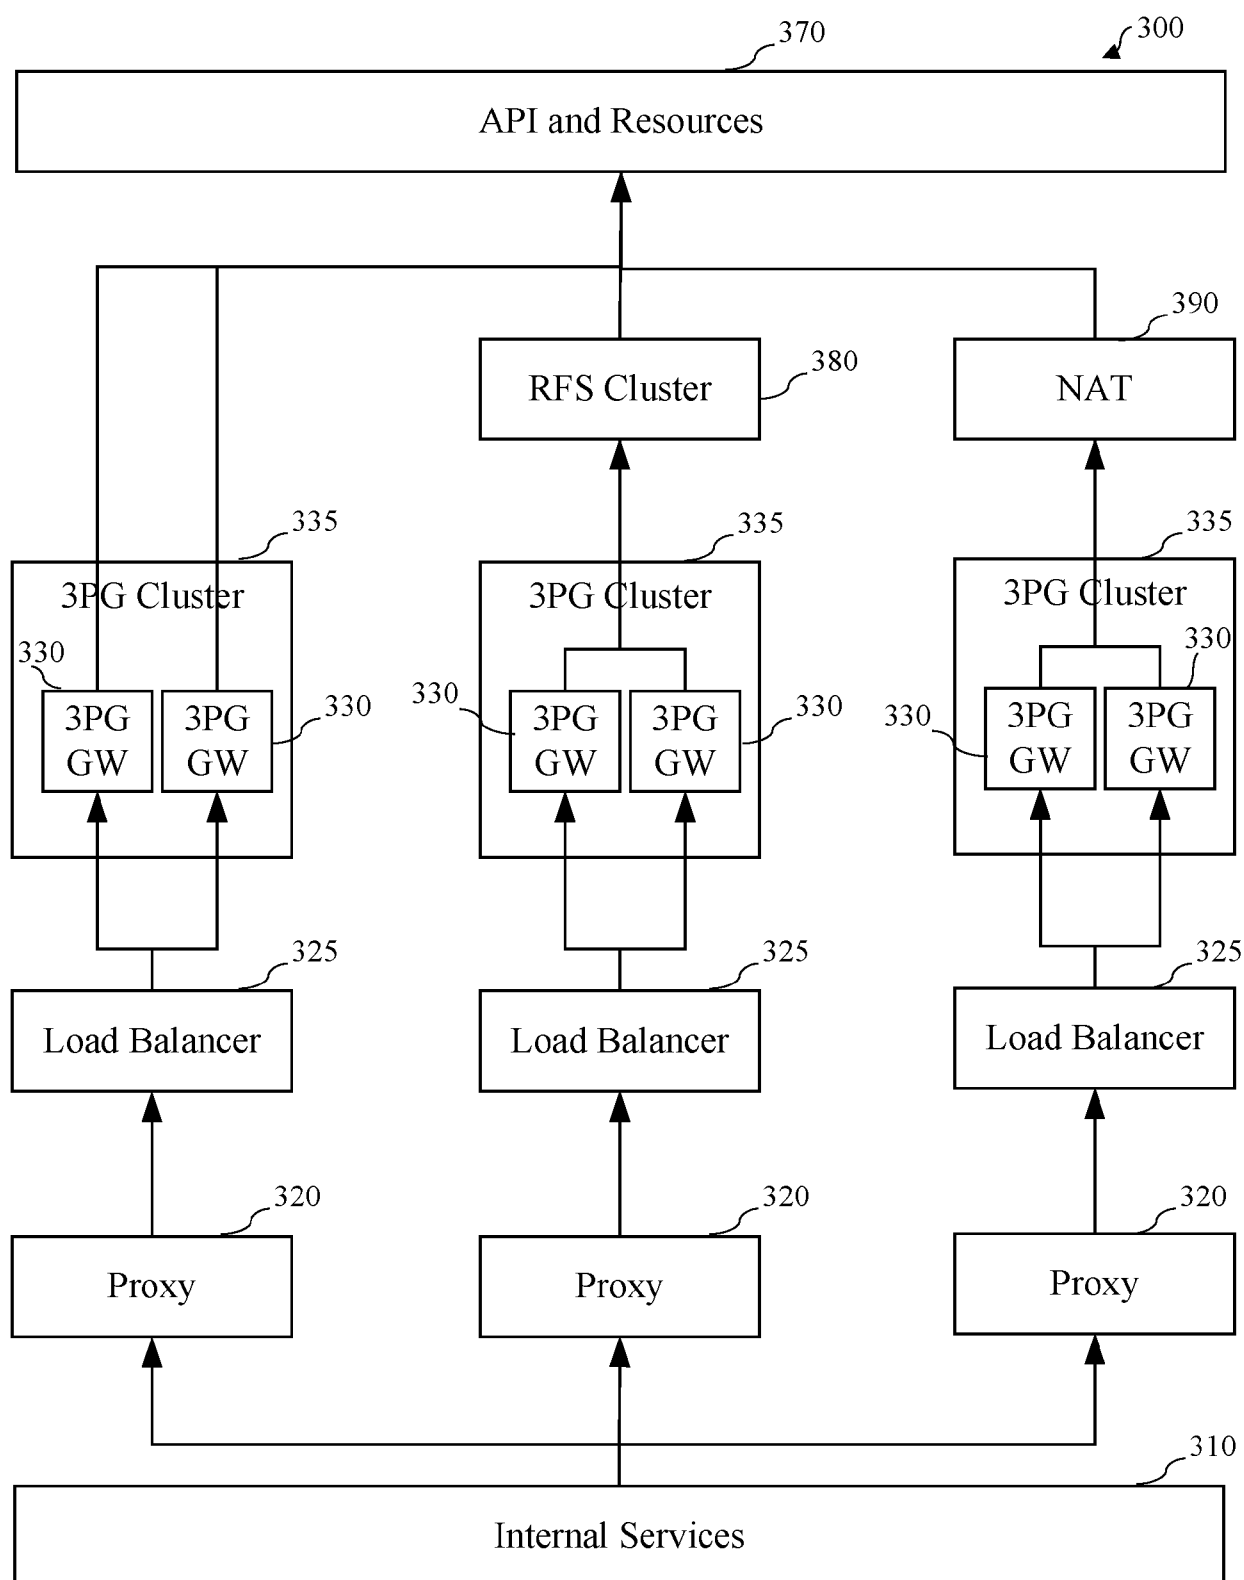 370
300
API and Resources
390
RFS Cluster
380
NAT
335
335
335
3PG Cluster
3PG Cluster
3PG Cluster
330
330
330
330
330
330
3PG
GW
3PG
GW
3PG
GW
3PG
GW
3PG
GW
3PG
GW
325
325
325
Load Balancer
Load Balancer
Load Balancer
320
320
320
Proxy
Proxy
Proxy
310
Internal Services